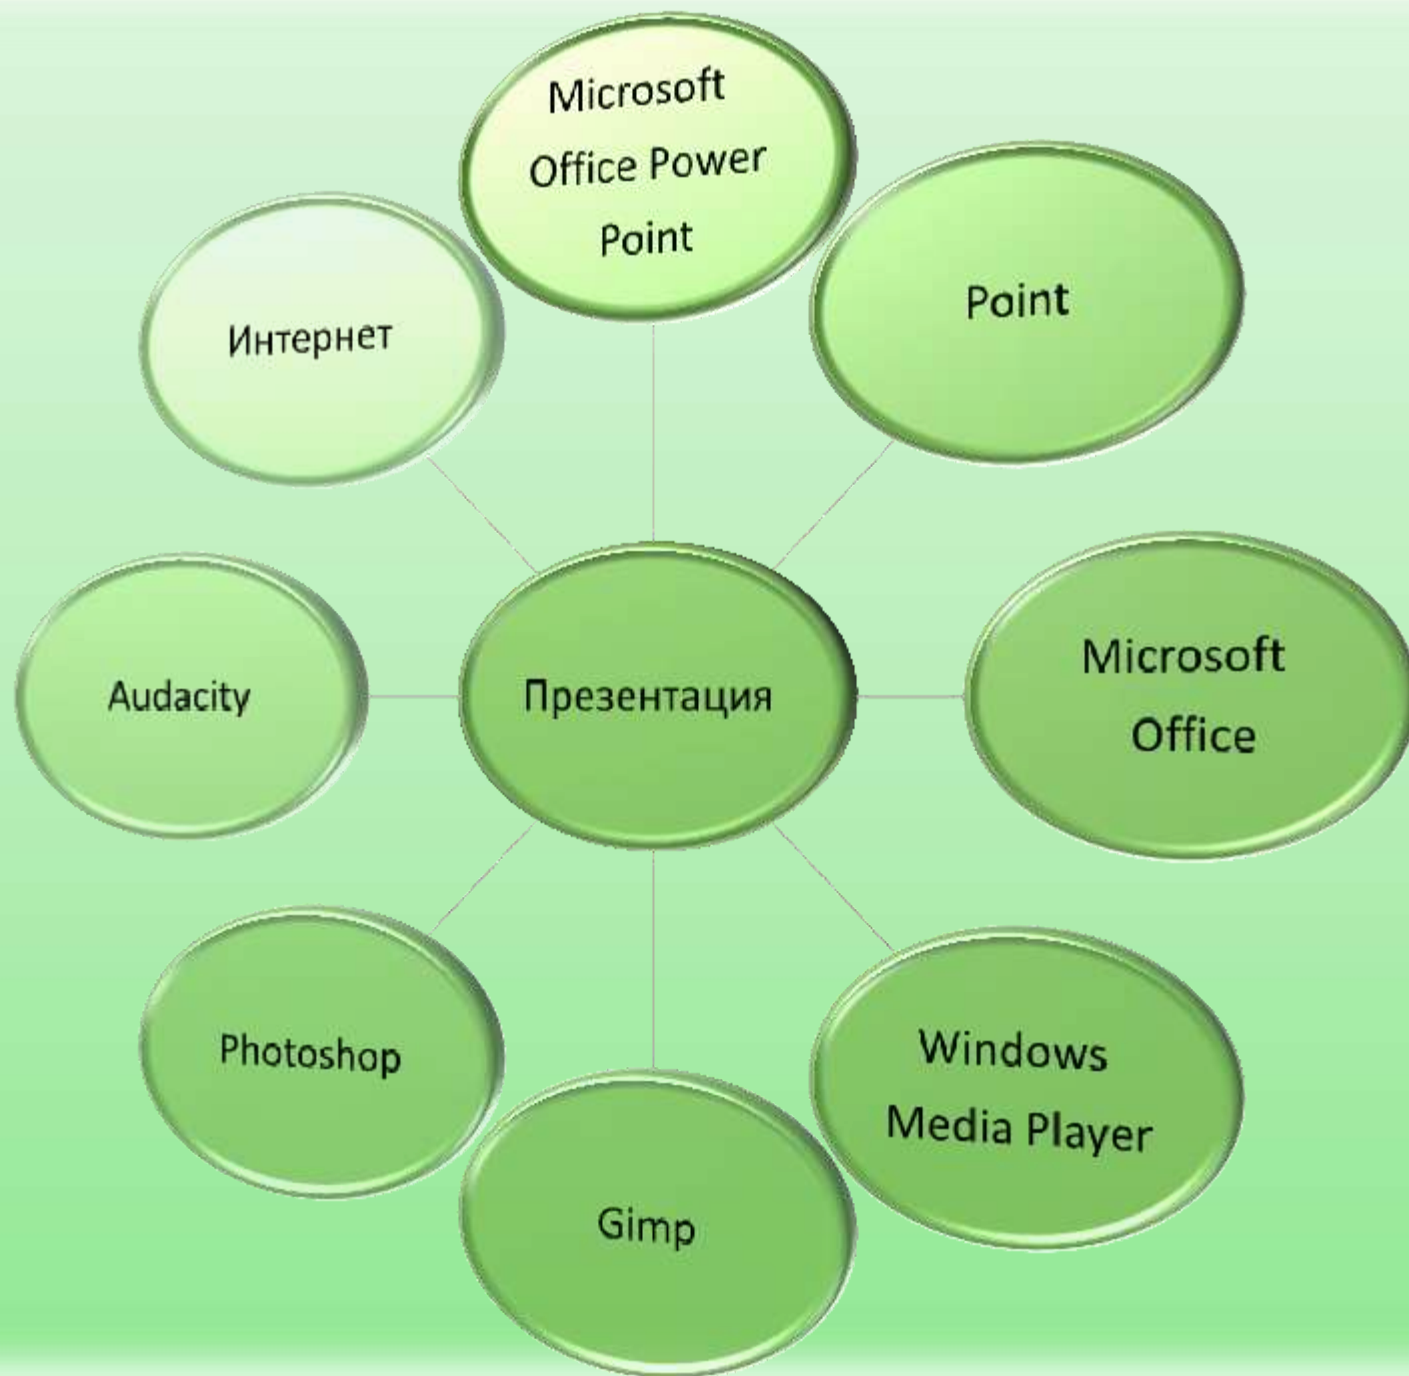 Microsoft
Office Power
Point
Point
Интернет
Microsoft
Office
Audacity
Презентация
Windows
Media Player
Photoshop
Gimp